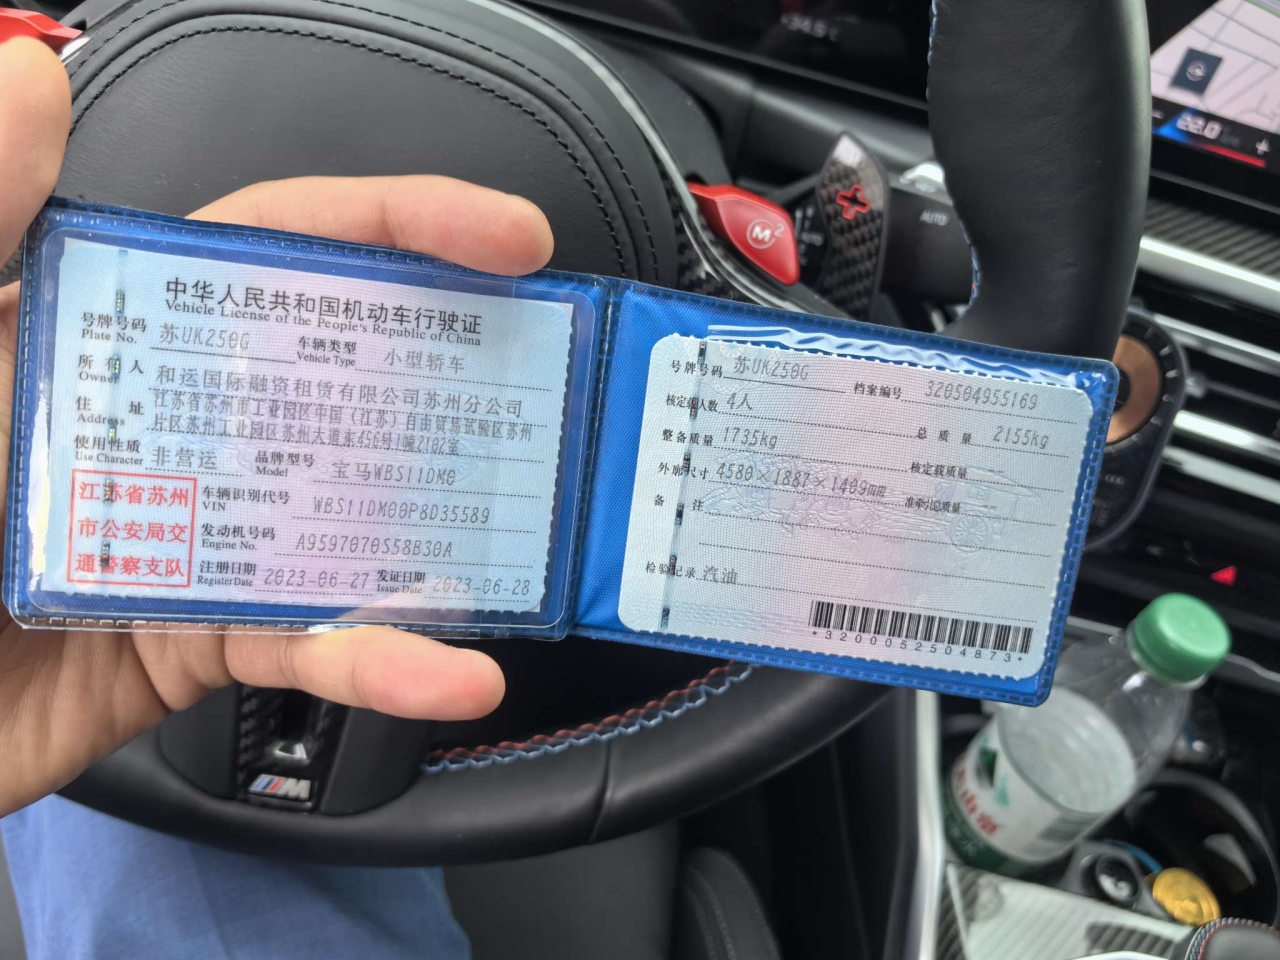 中华人民共和国机动车行驶证
Vehicle License of the People's Republic of China
号牌号码 苏UK250G 车辆类型 小型轿车
Plate No. Vehicle Type
所有人 和运国际融资租赁有限公司苏州分公司
Owner
住址 江苏省苏州市工业园区中国(江苏)自由贸易试验区苏州
Address 片区苏州工业园区苏州大道东456号1幢2102室
使用性质 非营运 品牌型号 宝马WBS11DM0
Use Character Model
江苏省苏州
市公安局交
通警察支队
车辆识别代号 WBS11DM00P8D35589
VIN
发动机号码 A9597070S58B30A
Engine No.
注册日期 2023-06-27 发证日期 2023-06-28
Register Date Issue Date
号牌号码 苏UK250G 档案编号 320504955169
核定载人数 4人 总质量 2155kg
整备质量 1735kg 核定载质量 --
外廓尺寸 4580×1887×1409mm 准牵引总质量 --
备注
检验记录 汽油
*3200052504873*
M2
AUTO
M
22.0